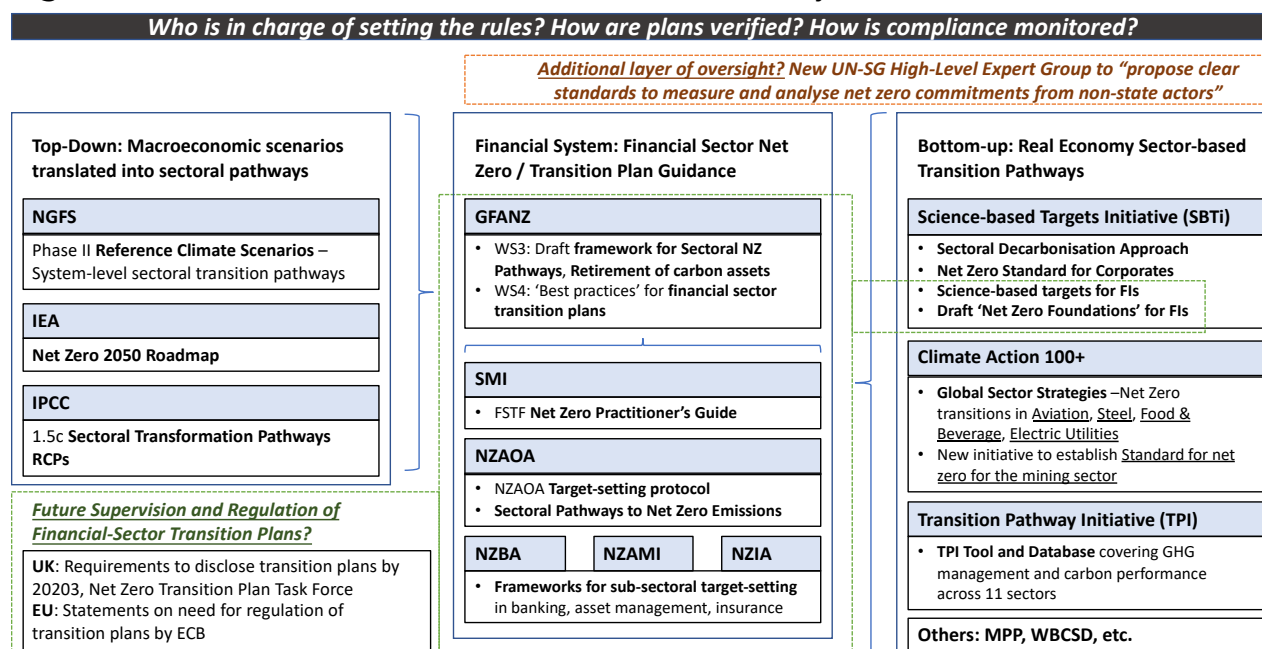 Who is in charge of setting the rules? How are plans verified? How is compliance monitored?
Additional layer of oversight? New UN-SG High-Level Expert Group to “propose clear
standards to measure and analyse net zero commitments from non-state actors”
Top-Down: Macroeconomic scenarios
translated into sectoral pathways
NGFS
Phase II Reference Climate Scenarios –
System-level sectoral transition pathways
IEA
Net Zero 2050 Roadmap
IPCC
1.5c Sectoral Transformation Pathways
RCPs
Future Supervision and Regulation of
Financial-Sector Transition Plans?
UK: Requirements to disclose transition plans by
20203, Net Zero Transition Plan Task Force
EU: Statements on need for regulation of
transition plans by ECB
Financial System: Financial Sector Net
Zero / Transition Plan Guidance
GFANZ
• WS3: Draft framework for Sectoral NZ
Pathways, Retirement of carbon assets
• WS4: ‘Best practices’ for financial sector
transition plans
SMI
• FSTF Net Zero Practitioner’s Guide
NZAOA
• NZAOA Target-setting protocol
• Sectoral Pathways to Net Zero Emissions
NZBA NZAMI NZIA
• Frameworks for sub-sectoral target-setting
in banking, asset management, insurance
Bottom-up: Real Economy Sector-based
Transition Pathways
Science-based Targets Initiative (SBTi)
• Sectoral Decarbonisation Approach
• Net Zero Standard for Corporates
• Science-based targets for FIs
• Draft ‘Net Zero Foundations’ for FIs
Climate Action 100+
• Global Sector Strategies –Net Zero
transitions in Aviation, Steel, Food &
Beverage, Electric Utilities
• New initiative to establish Standard for net
zero for the mining sector
Transition Pathway Initiative (TPI)
• TPI Tool and Database covering GHG
management and carbon performance
across 11 sectors
Others: MPP, WBCSD, etc.